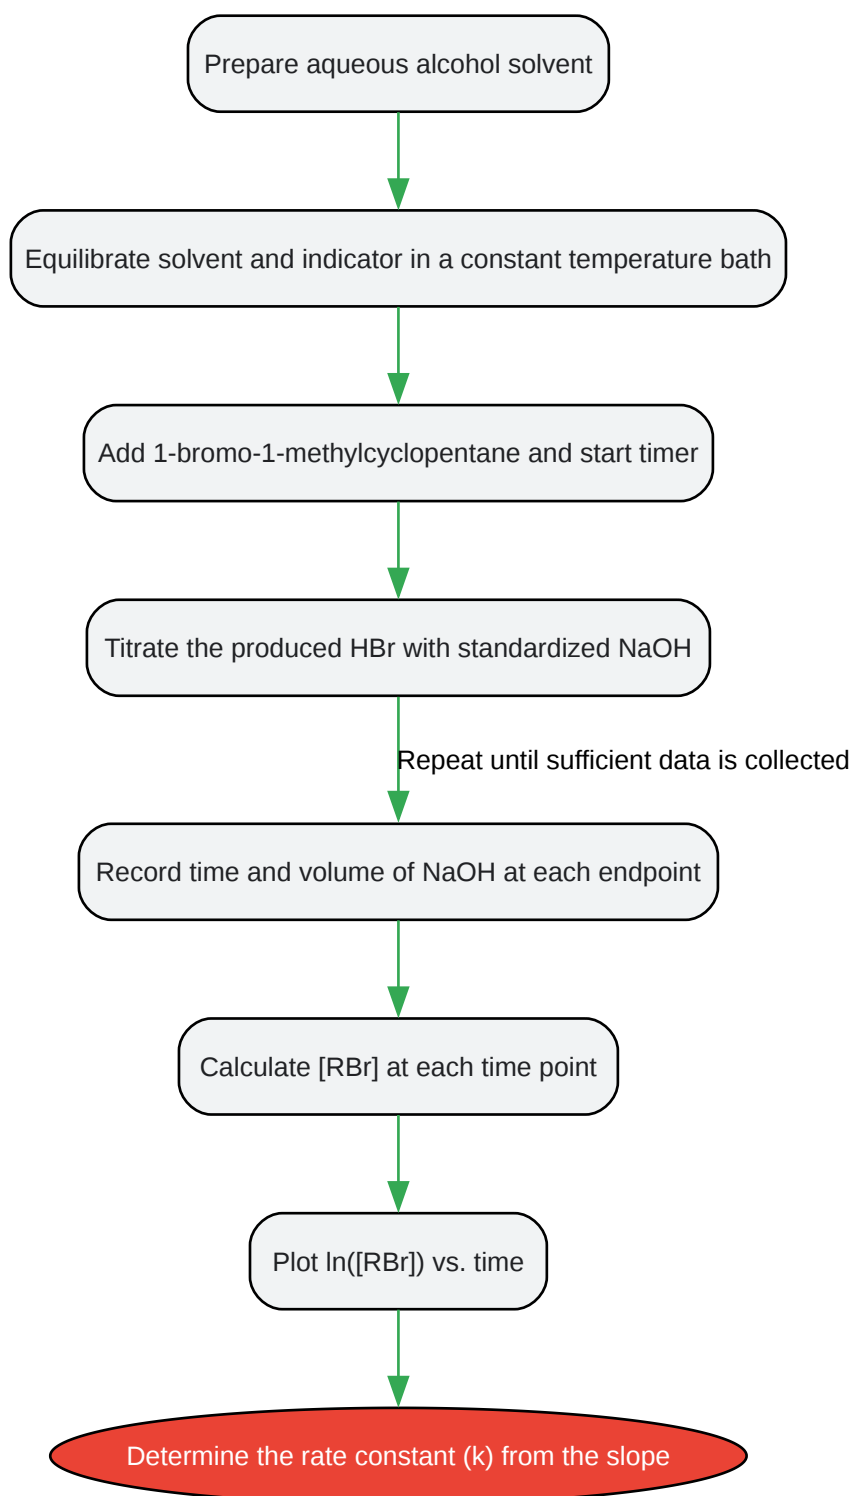 Prepare aqueous alcohol solvent
Equilibrate solvent and indicator in a constant temperature bath
Add 1-bromo-1-methylcyclopentane and start timer
Titrate the produced HBr with standardized NaOH
Repeat until sufficient data is collected
Record time and volume of NaOH at each endpoint
Calculate [RBr] at each time point
Plot ln([RBr]) vs. time
Determine the rate constant (k) from the slope